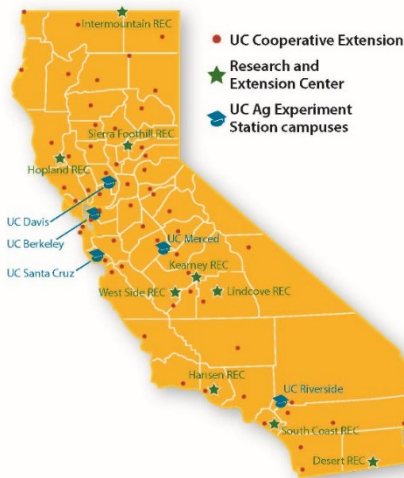 Intermountain REC
UC Cooperative Extension
Research and
Extension Center
UC Ag Experiment
Station campuses
Sierra Foothill REC
Hopland REC
UC Davis
UC Berkeley
UC Merced
UC Santa Cruz
Kearney REC
West Side REC
Lindcove REC
Hansen REC
UC Riverside
South Coast REC
Desert REC